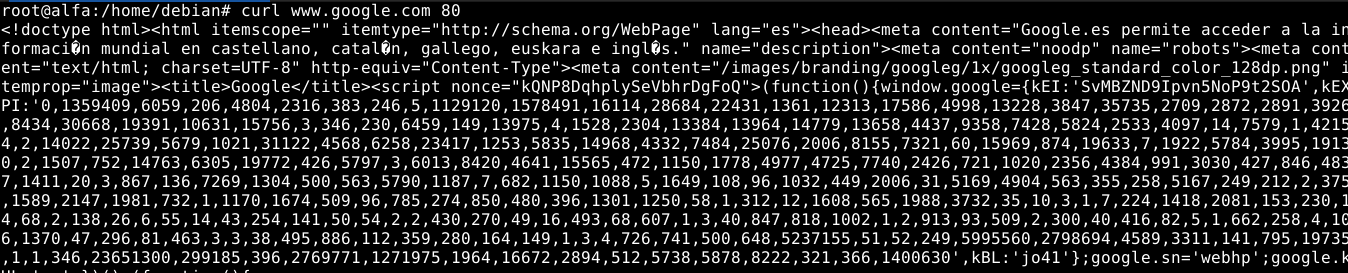 root@alfa:/home/debian# curl www.google.com 80
<!doctype html><html itemscope="" itemtype="http://schema.org/WebPage" lang="es"><head><meta content="Google.es permite acceder a la in
formaci�n mundial en castellano, catal�n, gallego, euskara e ingl�s." name="description"><meta content="noodp" name="robots"><meta cont
ent="text/html; charset=UTF-8" http-equiv="Content-Type"><meta content="/images/branding/googleg/1x/googleg_standard_color_128dp.png" i
temprop="image"><title>Google</title><script nonce="kQNP8DqhplySeVbhrDgFoQ">(function(){window.google={kEI:'SvMBZND9Ipvn5NoP9t2SOA',kEX
PI:'0,1359409,6059,206,4804,2316,383,246,5,1129120,1578491,16114,28684,22431,1361,12313,17586,4998,13228,3847,35735,2709,2872,2891,3926
,8434,30668,19391,10631,15756,3,346,230,6459,149,13975,4,1528,2304,13384,13964,14779,13658,4437,9358,7428,5824,2533,4097,14,7579,1,4215
4,2,14022,25739,5679,1021,31122,4568,6258,23417,1253,5835,14968,4332,7484,25076,2006,8155,7321,60,15969,874,19633,7,1922,5784,3995,1913
0,2,1507,752,14763,6305,19772,426,5797,3,6013,8420,4641,15565,472,1150,1778,4977,4725,7740,2426,721,1020,2356,4384,991,3030,427,846,483
7,1411,20,3,867,136,7269,1304,500,563,5790,1187,7,682,1150,1088,5,1649,108,96,1032,449,2006,31,5169,4904,563,355,258,5167,249,212,2,375
,1589,2147,1981,732,1,1170,1674,509,96,785,274,850,480,396,1301,1250,58,1,312,12,1608,565,1988,3732,35,10,3,1,7,224,1418,2081,153,230,1
4,68,2,138,26,6,55,14,43,254,141,50,54,2,2,430,270,49,16,493,68,607,1,3,40,847,818,1002,1,2,913,93,509,2,300,40,416,82,5,1,662,258,4,10
6,1370,47,296,81,463,3,3,38,495,886,112,359,280,164,149,1,3,4,726,741,500,648,5237155,51,52,249,5995560,2798694,4589,3311,141,795,19735
,1,1,346,23651300,299185,396,2769771,1271975,1964,16672,2894,512,5738,5878,8222,321,366,1400630',kBL:'jo41'};google.sn='webhp';google.k